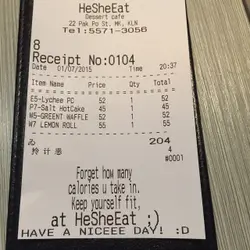 HeSheEat
Dessert cafe
22 Pak Po St. MK, KLN
Tel:5571-3056
8
Receipt No:0104
Date 01/07/2015 Time 20:37
Item Name Price Qty Total
E5-Lychee PC 52 1 52
P7-Salt HotCake 45 1 45
W5-GREENT WAFFLE 52 1 52
W7 LEMON ROLL 55 1 55
204
4
#0001
Forget how many
calories u take in.
Keep yourself fit,
at HeSheEat ;)
HAVE A NICEEE DAY! :D